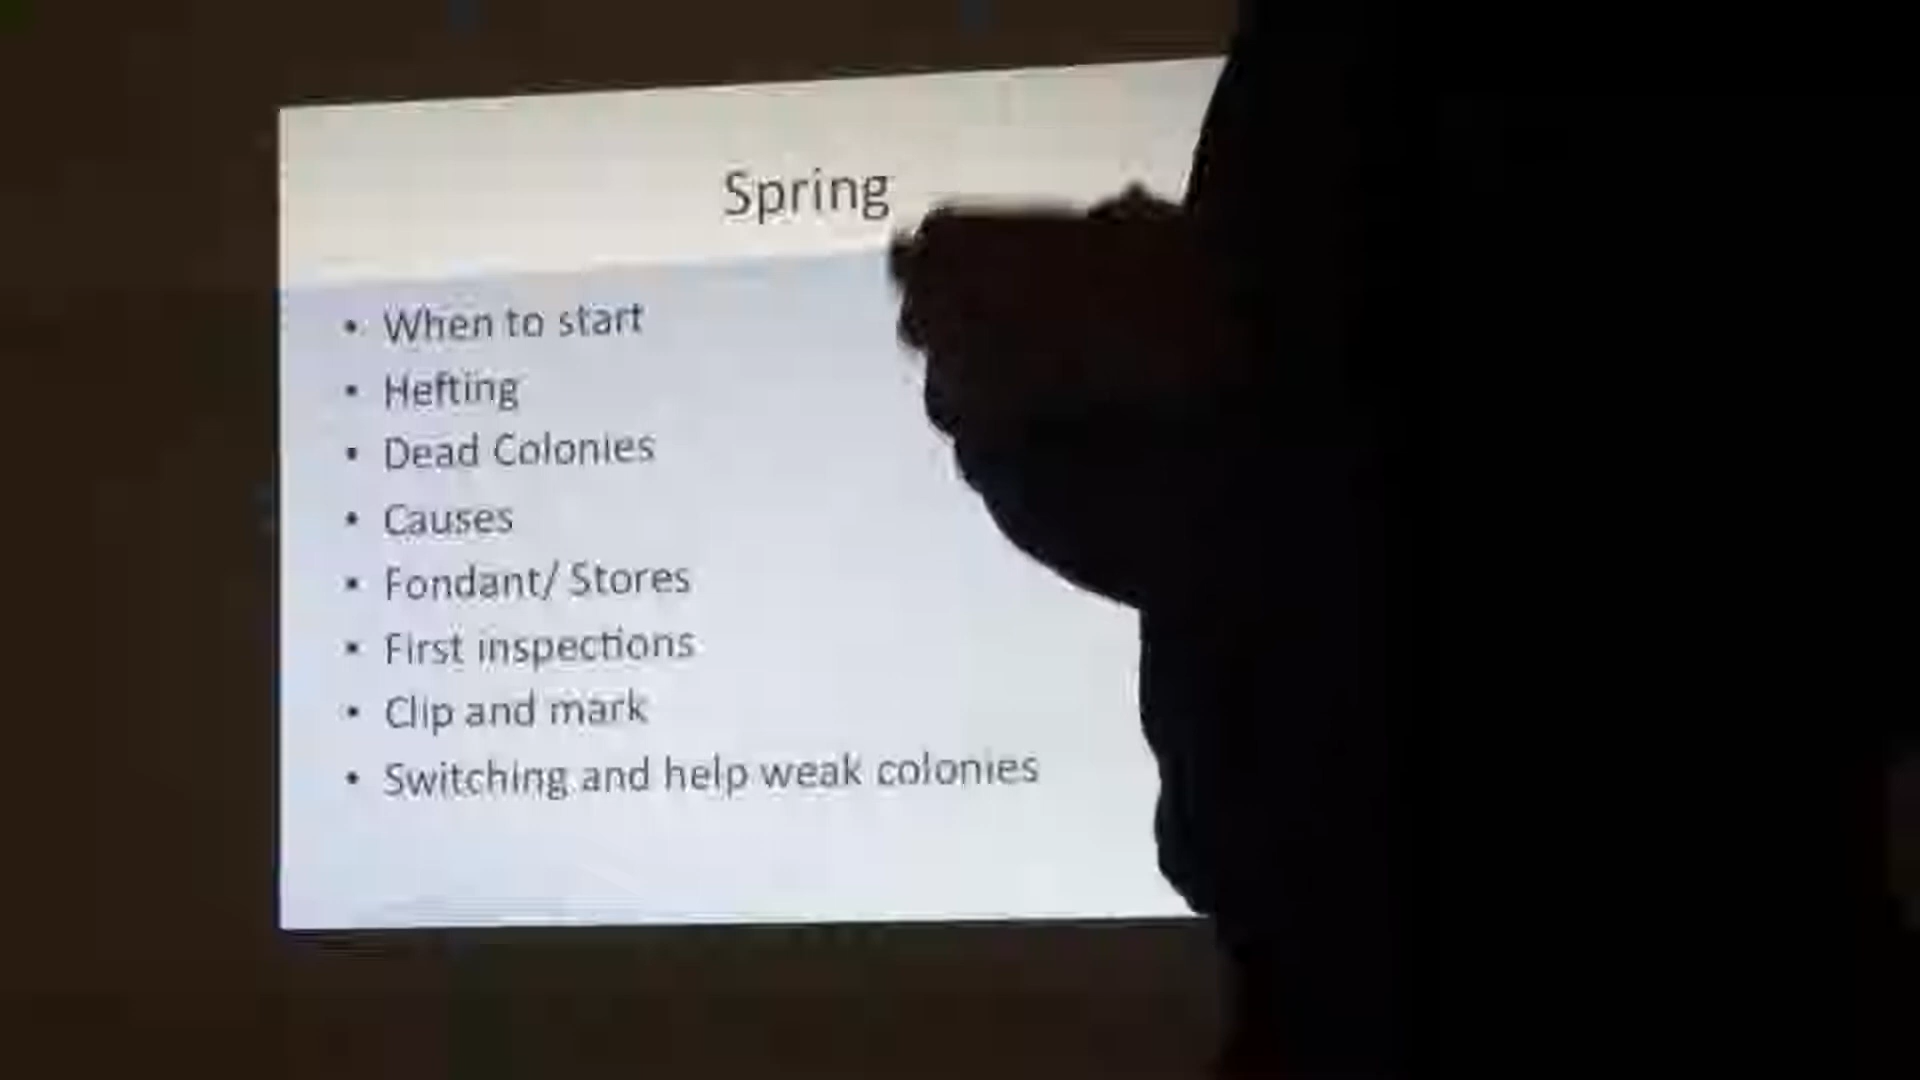 Spring
• When to start
• Hefting
• Dead Colonies
• Causes
• Fondant/ Stores
• First inspections
• Clip and mark
• Switching and help weak colonies